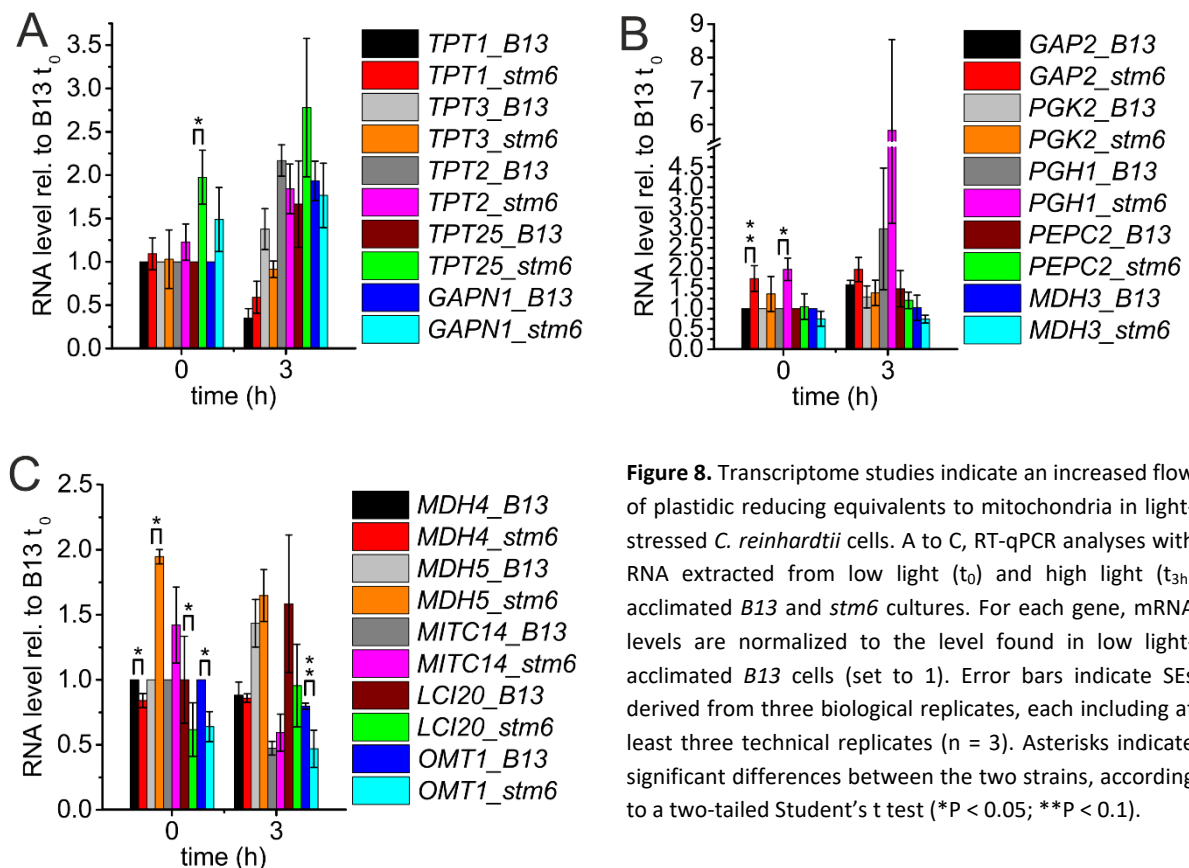 A
RNA level rel. to B13 t0
3.5
3.0
2.5
2.0
1.5
1.0
0.5
0.0
*
0
3
time (h)
TPT1_B13
TPT1_stm6
TPT3_B13
TPT3_stm6
TPT2_B13
TPT2_stm6
TPT25_B13
TPT25_stm6
GAPN1_B13
GAPN1_stm6
B
RNA level rel. to B13 t0
9
8
7
6
4.5
4.0
3.5
3.0
2.5
2.0
1.5
1.0
0.5
0.0
**
*
0
3
time (h)
GAP2_B13
GAP2_stm6
PGK2_B13
PGK2_stm6
PGH1_B13
PGH1_stm6
PEPC2_B13
PEPC2_stm6
MDH3_B13
MDH3_stm6
C
RNA level rel. to B13 t0
2.5
2.0
1.5
1.0
0.5
0.0
*
*
*
*
**
0
3
time (h)
MDH4_B13
MDH4_stm6
MDH5_B13
MDH5_stm6
MITC14_B13
MITC14_stm6
LCI20_B13
LCI20_stm6
OMT1_B13
OMT1_stm6
Figure 8. Transcriptome studies indicate an increased flow
of plastidic reducing equivalents to mitochondria in light-
stressed C. reinhardtii cells. A to C, RT-qPCR analyses with
RNA extracted from low light (t0) and high light (t3h)
acclimated B13 and stm6 cultures. For each gene, mRNA
levels are normalized to the level found in low light-
acclimated B13 cells (set to 1). Error bars indicate SEs
derived from three biological replicates, each including at
least three technical replicates (n = 3). Asterisks indicate
significant differences between the two strains, according
to a two-tailed Student’s t test (*P < 0.05; **P < 0.1).